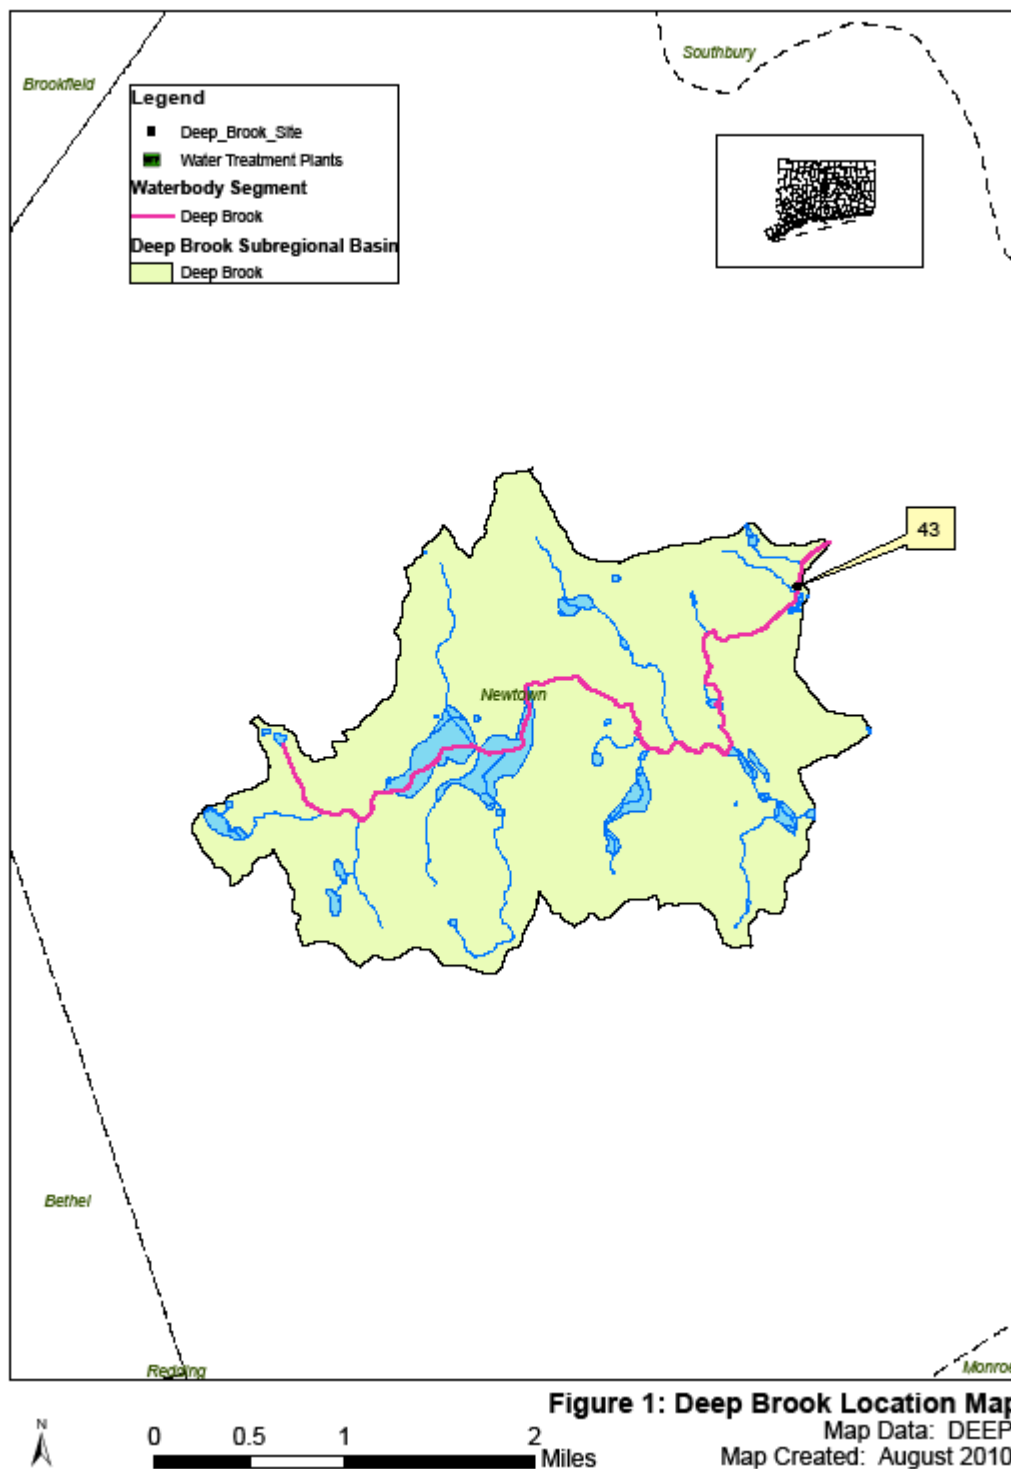 Brookfield
Southbury
Legend
Deep_Brook_Site
Water Treatment Plants
Waterbody Segment
Deep Brook
Deep Brook Subregional Basin
Deep Brook
43
Newtown
Bethel
Redding
Monroe
Figure 1: Deep Brook Location Map
N
0 0.5 1 2 Miles
Map Data: DEEP
Map Created: August 2010